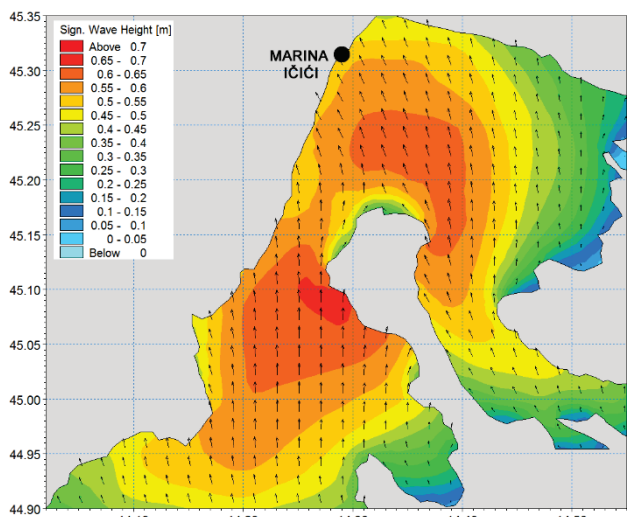 45.35
45.30
45.25
45.20
45.15
45.10
45.05
45.00
44.95
44.90
Sign. Wave Height [m]
Above 0.7
0.65 - 0.7
0.6 - 0.65
0.55 - 0.6
0.5 - 0.55
0.45 - 0.5
0.4 - 0.45
0.35 - 0.4
0.3 - 0.35
0.25 - 0.3
0.2 - 0.25
0.15 - 0.2
0.1 - 0.15
0.05 - 0.1
0 - 0.05
Below 0
MARINA
IČIĆI